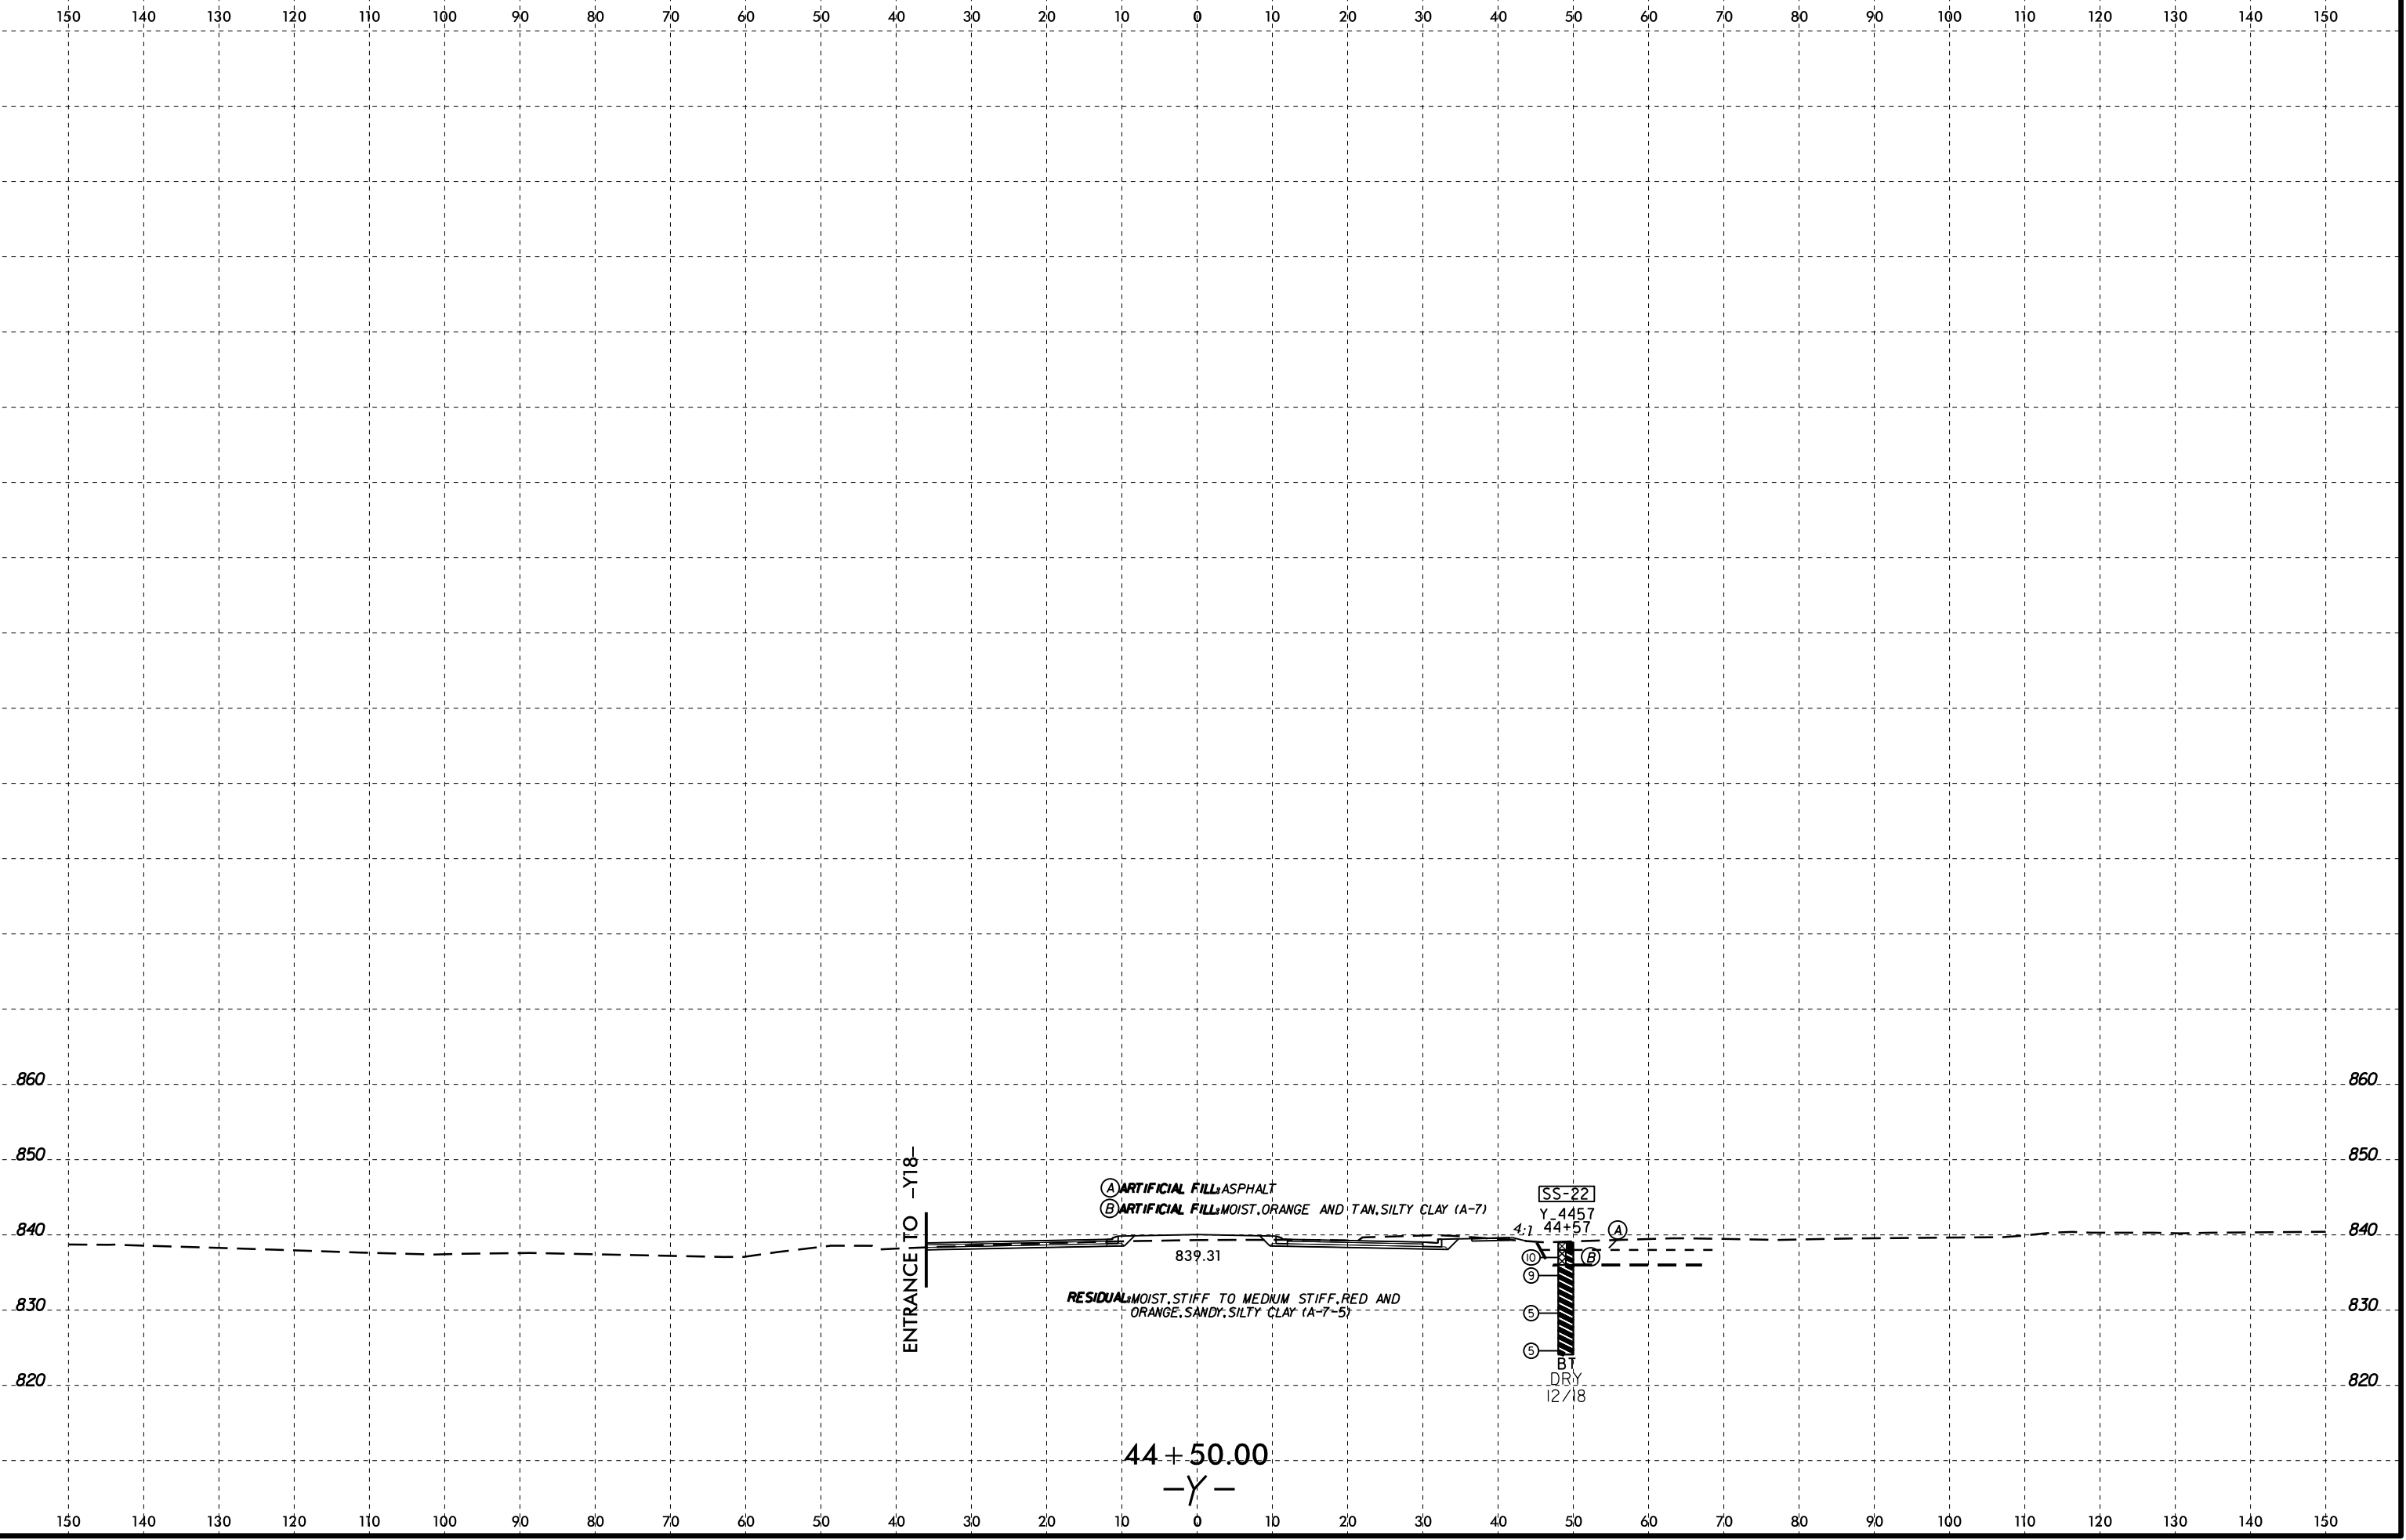 150 140 130 120 110 100 90 80 70 60 50 40 30 20 10 0 10 20 30 40 50 60 70 80 90 100 110 120 130 140 150
860 860
850 850
ENTRANCE TO -Y18-
A ARTIFICIAL FILL: ASPHALT
B ARTIFICIAL FILL: MOIST, ORANGE AND TAN, SILTY CLAY (A-7)
SS-22
Y_4457
44+57
4:1
A
840 840
839.31
10
B
9
RESIDUAL: MOIST, STIFF TO MEDIUM STIFF, RED AND
ORANGE, SANDY, SILTY CLAY (A-7-5)
830 830
5
5
BT
DRY
12/18
820 820
44+50.00
-Y-
150 140 130 120 110 100 90 80 70 60 50 40 30 20 10 0 10 20 30 40 50 60 70 80 90 100 110 120 130 140 150